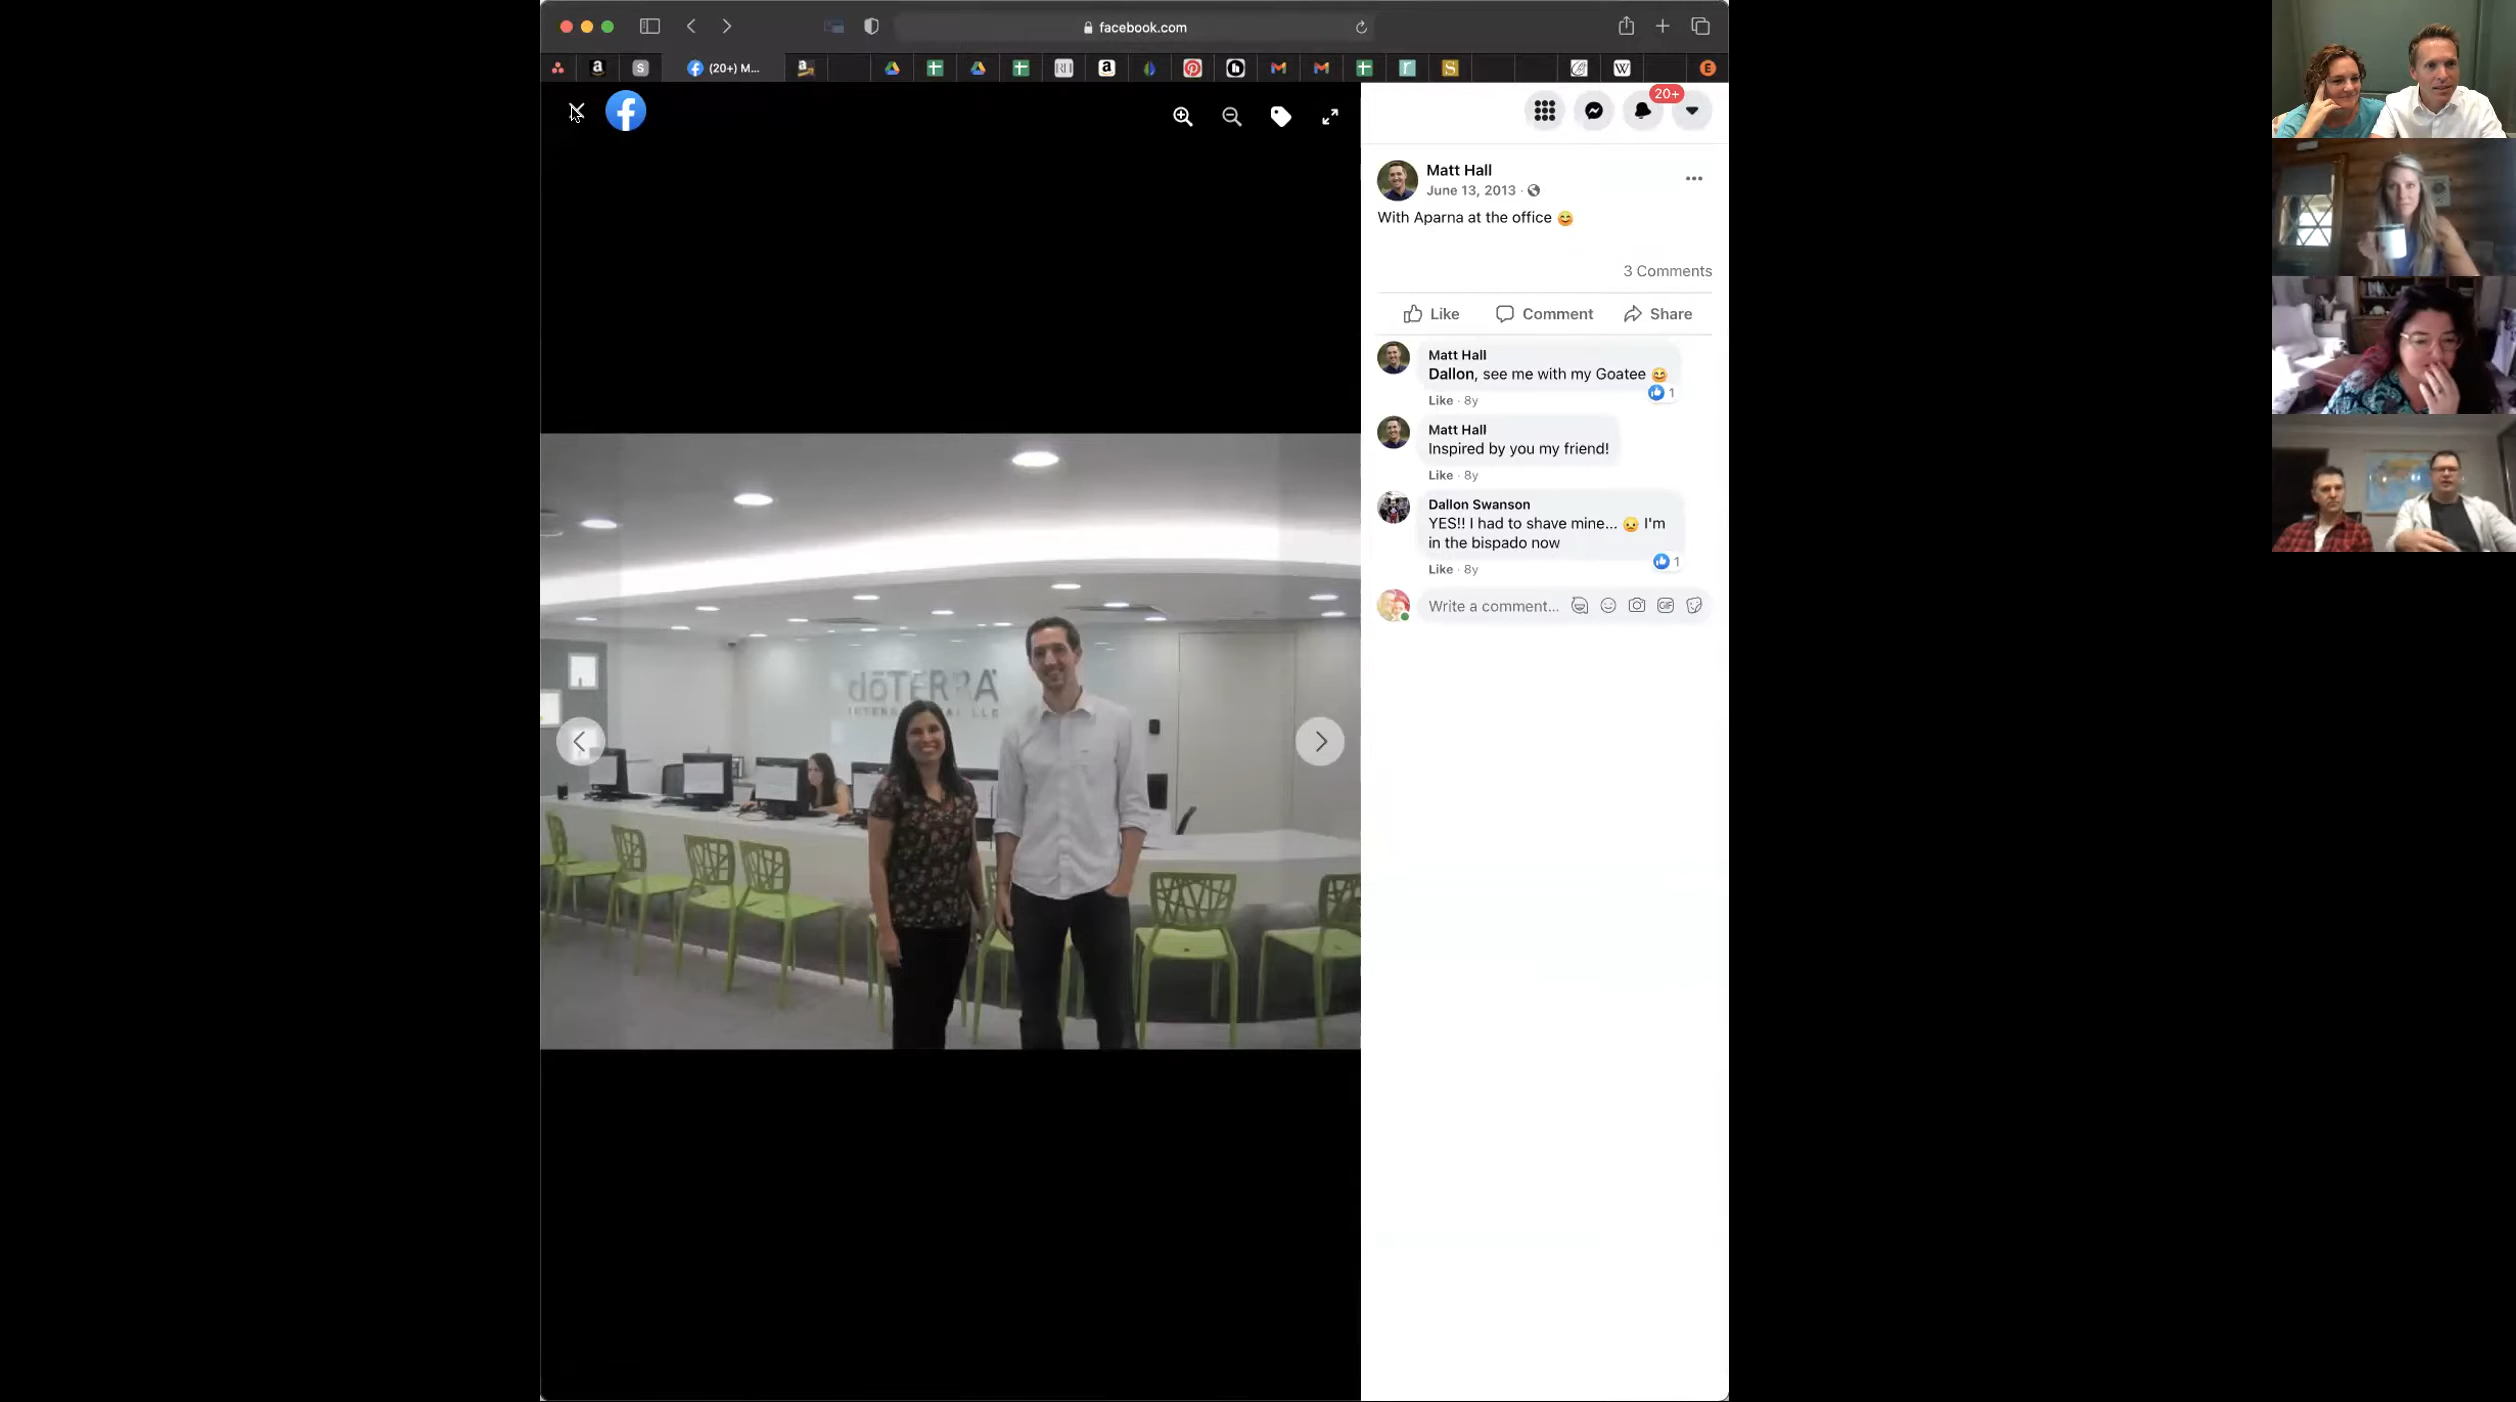 facebook.com
(20+) M...
20+
Matt Hall
June 13, 2013 ·
With Aparna at the office 😊
3 Comments
Like Comment Share
Matt Hall
Dallon, see me with my Goatee 😊
1
Like · 8y
Matt Hall
Inspired by you my friend!
Like · 8y
Dallon Swanson
YES!! I had to shave mine... 😥 I'm
in the bispado now
1
Like · 8y
Write a comment...
GIF
dōTERRA